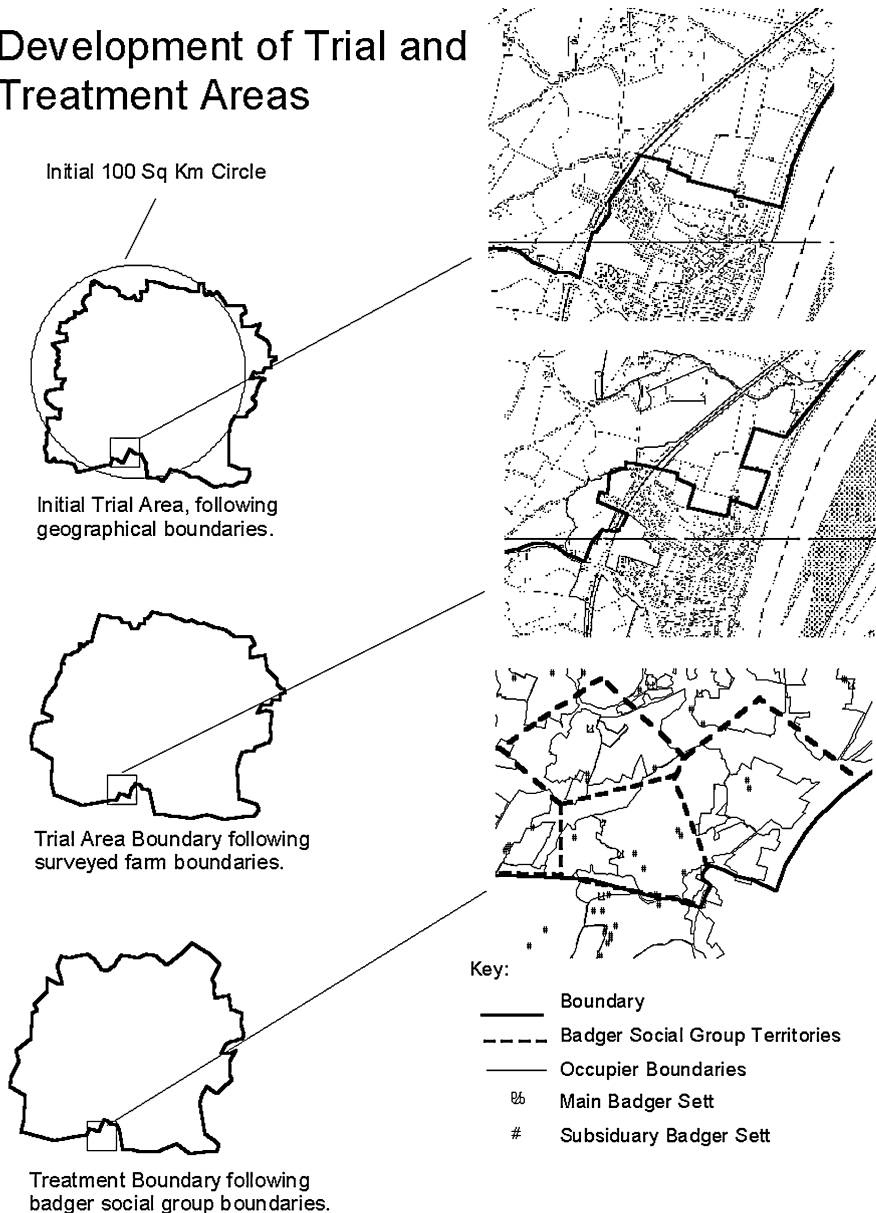 Development of Trial and
Treatment Areas
Initial 100 Sq Km Circle
Initial Trial Area, following
geographical boundaries.
Trial Area Boundary following
surveyed farm boundaries.
Treatment Boundary following
badger social group boundaries.
Key:
Boundary
Badger Social Group Territories
Occupier Boundaries
Main Badger Sett
# Subsiduary Badger Sett